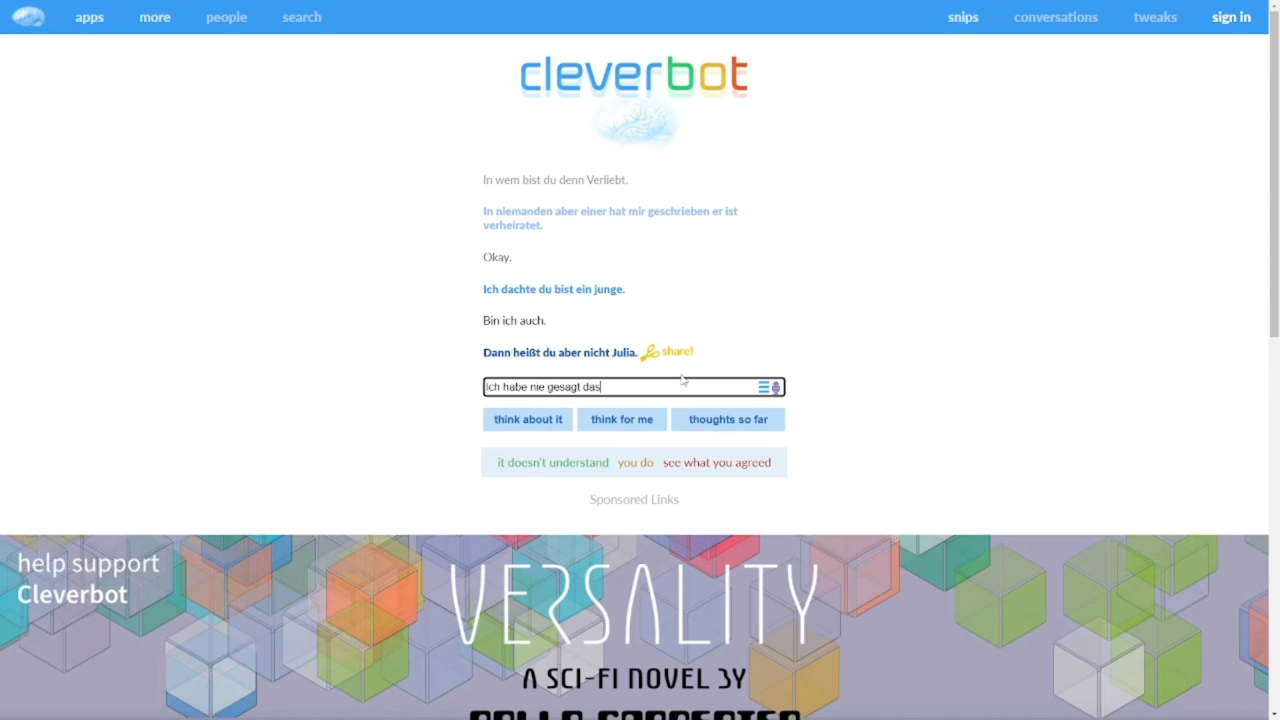 apps more people search snips conversations tweaks sign in
cleverbot
In wem bist du denn Verliebt.
In niemanden aber einer hat mir geschrieben er ist
verheiratet.
Okay.
Ich dachte du bist ein junge.
Bin ich auch.
Dann heißt du aber nicht Julia. share!
Ich habe nie gesagt das
think about it think for me thoughts so far
it doesn't understand you do see what you agreed
Sponsored Links
help support
Cleverbot
VERSALITY
A SCI-FI NOVEL BY